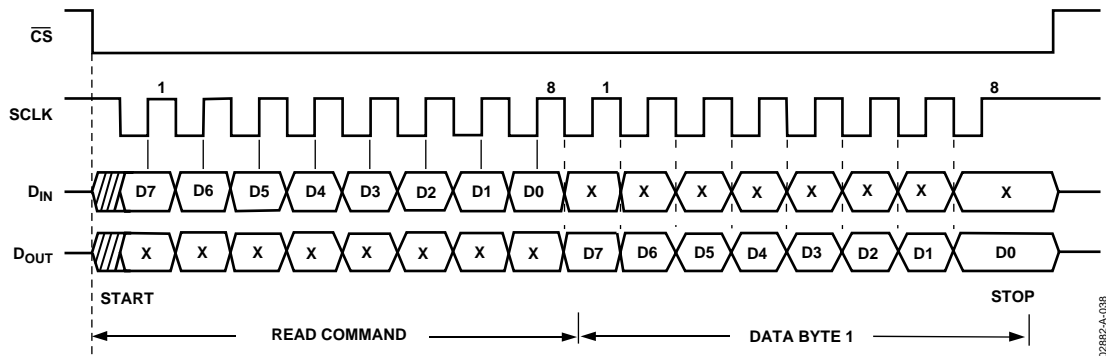 CS
1 8 1 8
SCLK
DIN D7 D6 D5 D4 D3 D2 D1 D0 X X X X X X X X
DOUT X X X X X X X X D7 D6 D5 D4 D3 D2 D1 D0
START STOP
READ COMMAND DATA BYTE 1
02882-A-038